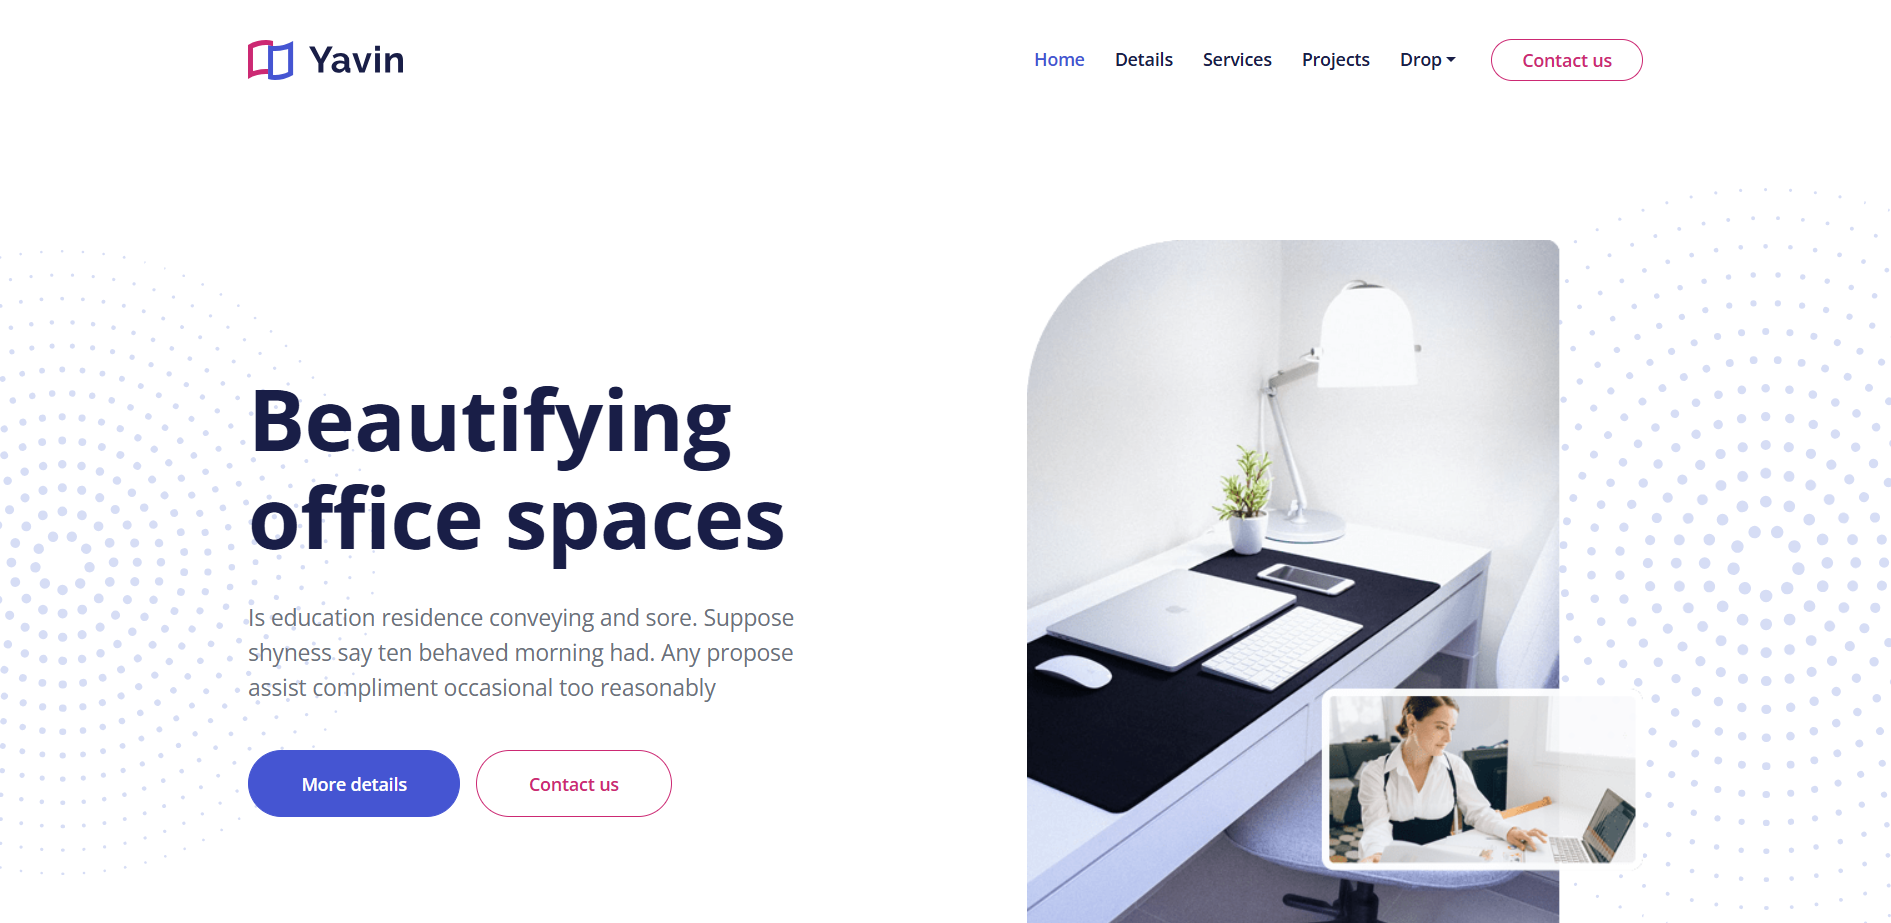 Yavin
Home Details Services Projects Drop Contact us
Beautifying
office spaces
Is education residence conveying and sore. Suppose
shyness say ten behaved morning had. Any propose
assist compliment occasional too reasonably
More details Contact us